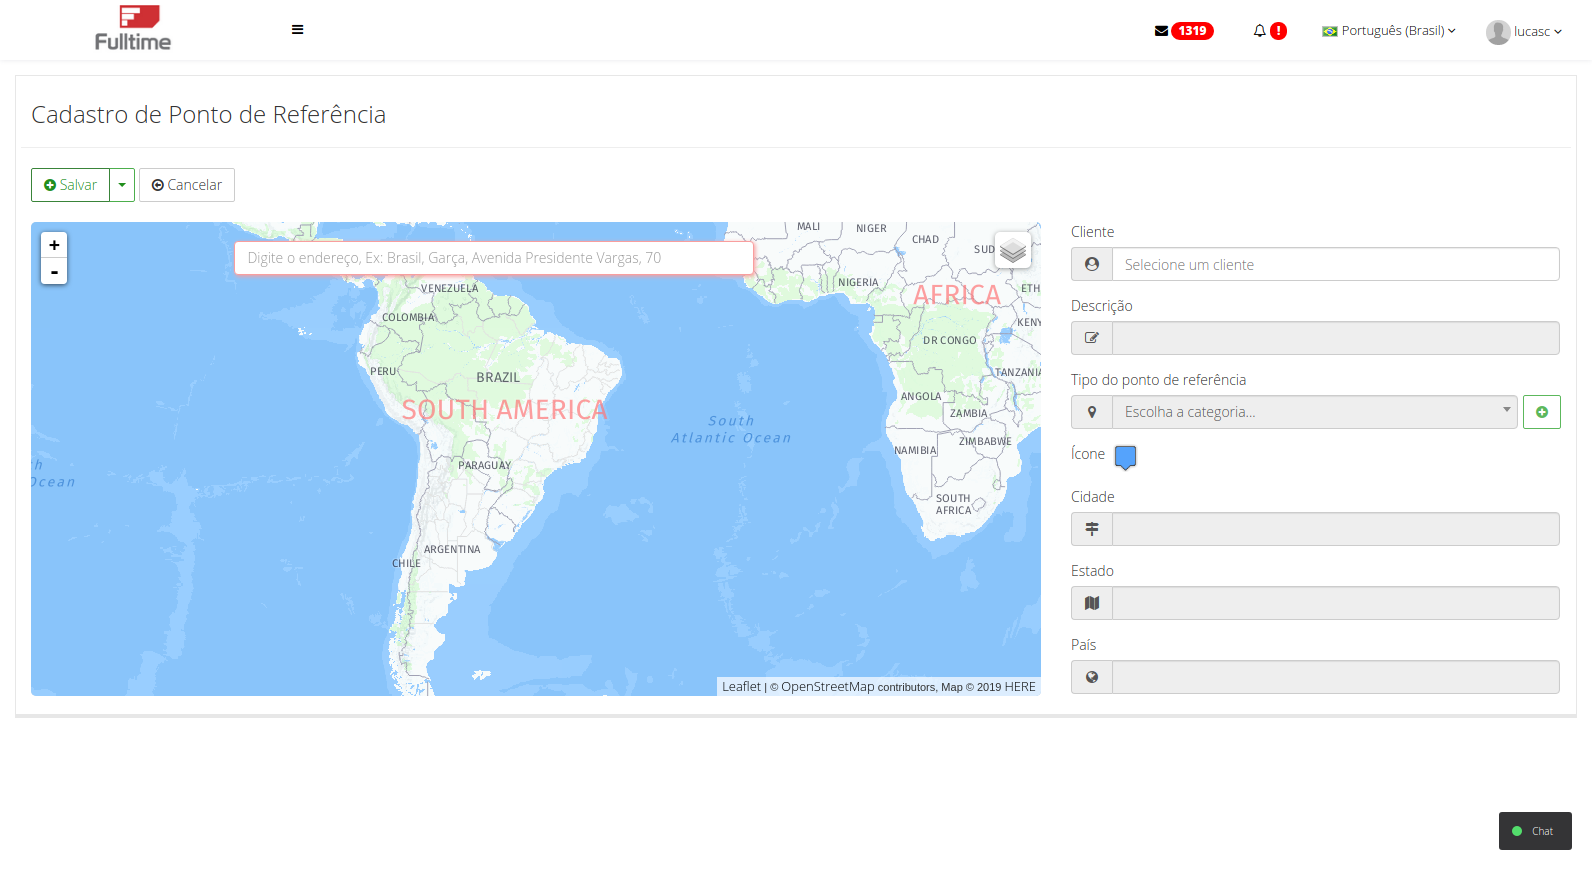 Fulltime
1319
!
Português (Brasil)
lucasc
Cadastro de Ponto de Referência
Salvar
Cancelar
+
-
Digite o endereço, Ex: Brasil, Garça, Avenida Presidente Vargas, 70
MALI
NIGER
CHAD
SUD
NIGERIA
ETH
AFRICA
VENEZUELA
COLOMBIA
KENY
DR CONGO
PERU
BRAZIL
TANZANIA
SOUTH AMERICA
ANGOLA
ZAMBIA
South
Atlantic Ocean
ZIMBABWE
NAMIBIA
PARAGUAY
th
Ocean
SOUTH
AFRICA
ARGENTINA
CHILE
Leaflet | © OpenStreetMap contributors, Map © 2019 HERE
Cliente
Selecione um cliente
Descrição
Tipo do ponto de referência
Escolha a categoria...
Ícone
Cidade
Estado
País
Chat